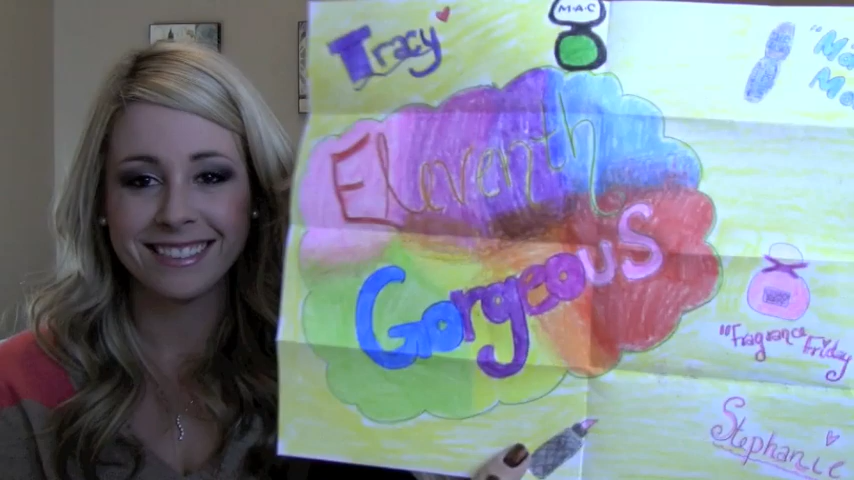 Tracy
M.A.C
Eleventh
Gorgeous
"Fragrance Friday
Stephanie